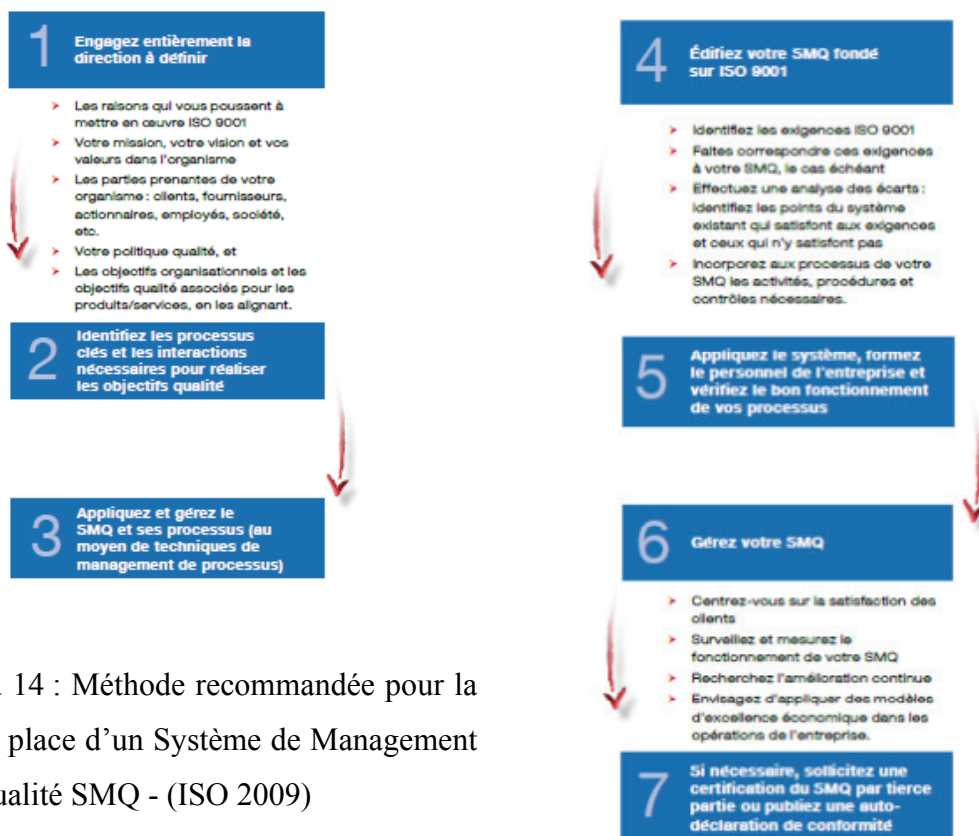 1
Engagez entièrement la
direction à définir
➤ Les raisons qui vous poussent à
mettre en œuvre ISO 9001
➤ Votre mission, votre vision et vos
valeurs dans l'organisme
➤ Les parties prenantes de votre
organisme : clients, fournisseurs,
actionnaires, employés, société,
etc.
➤ Votre politique qualité, et
➤ Les objectifs organisationnels et les
objectifs qualité associés pour les
produits/services, en les alignant.
2
Identifiez les processus
clés et les interactions
nécessaires pour réaliser
les objectifs qualité
3
Appliquez et gérez le
SMQ et ses processus (au
moyen de techniques de
management de processus)
14 : Méthode recommandée pour la
place d'un Système de Management
ualité SMQ - (ISO 2009)
4
Édifiez votre SMQ fondé
sur ISO 9001
➤ Identifiez les exigences ISO 9001
➤ Faites correspondre ces exigences
à votre SMQ, le cas échéant
➤ Effectuez une analyse des écarts :
identifiez les points du système
existant qui satisfont aux exigences
et ceux qui n'y satisfont pas
➤ Incorporez aux processus de votre
SMQ les activités, procédures et
contrôles nécessaires.
5
Appliquez le système, formez
le personnel de l'entreprise et
vérifiez le bon fonctionnement
de vos processus
6
Gérez votre SMQ
➤ Centrez-vous sur la satisfaction des
clients
➤ Surveillez et mesurez le
fonctionnement de votre SMQ
➤ Recherchez l'amélioration continue
➤ Envisagez d'appliquer des modèles
d'excellence économique dans les
opérations de l'entreprise.
7
Si nécessaire, sollicitez une
certification du SMQ par tierce
partie ou publiez une auto-
déclaration de conformité